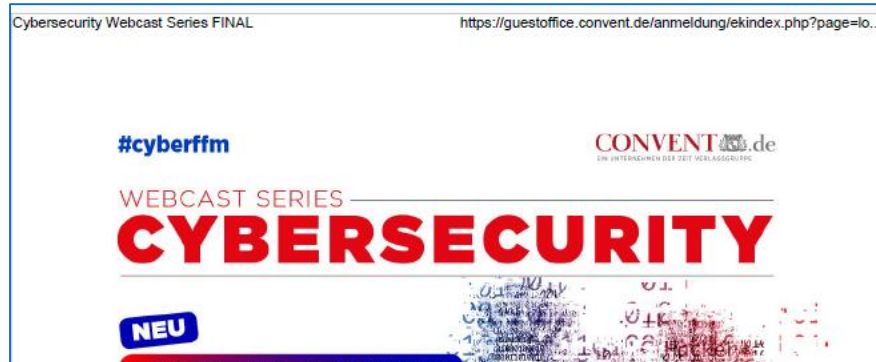 Cybersecurity Webcast Series FINAL https://guestoffice.convent.de/anmeldung/ekindex.php?page=lo...
#cyberffm CONVENT.de
EIN UNTERNEHMEN DER ZEIT VERLAGSGRUPPE
WEBCAST SERIES
CYBERSECURITY
NEU